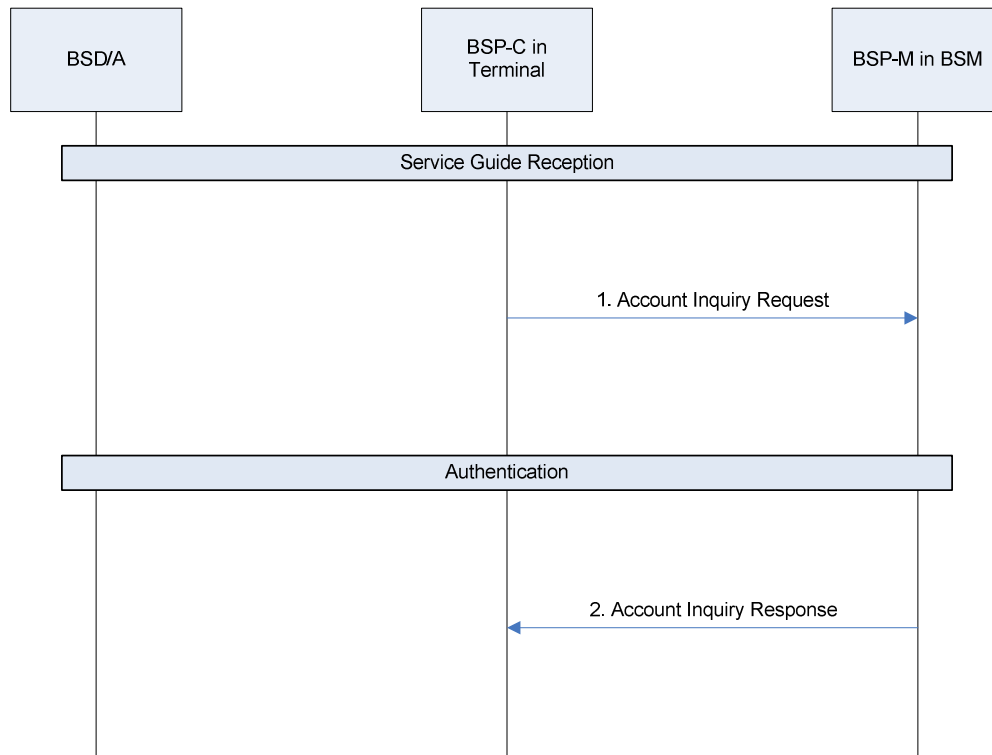 BSD/A
BSP-C in
Terminal
BSP-M in BSM
Service Guide Reception
1. Account Inquiry Request
Authentication
2. Account Inquiry Response